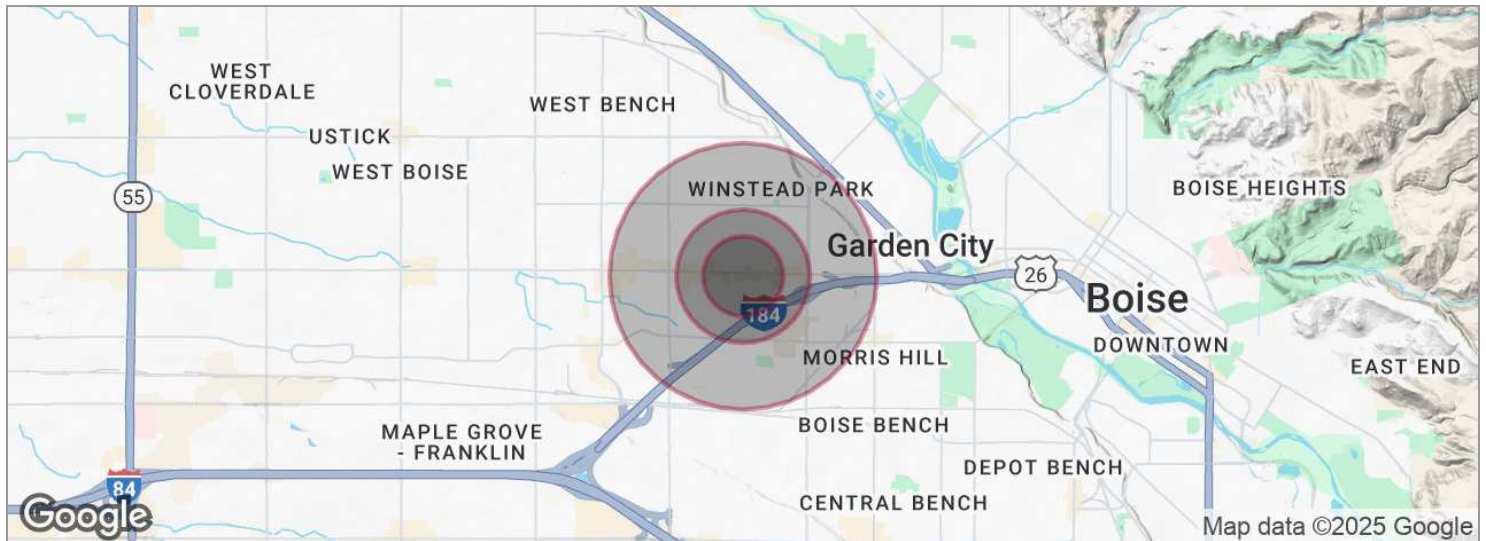 WEST
CLOVERDALE
WEST BENCH
USTICK
WEST BOISE
55
WINSTEAD PARK
BOISE HEIGHTS
Garden City
26
Boise
184
DOWNTOWN
MORRIS HILL
EAST END
BOISE BENCH
MAPLE GROVE
- FRANKLIN
DEPOT BENCH
84
CENTRAL BENCH
Google
Map data ©2025 Google